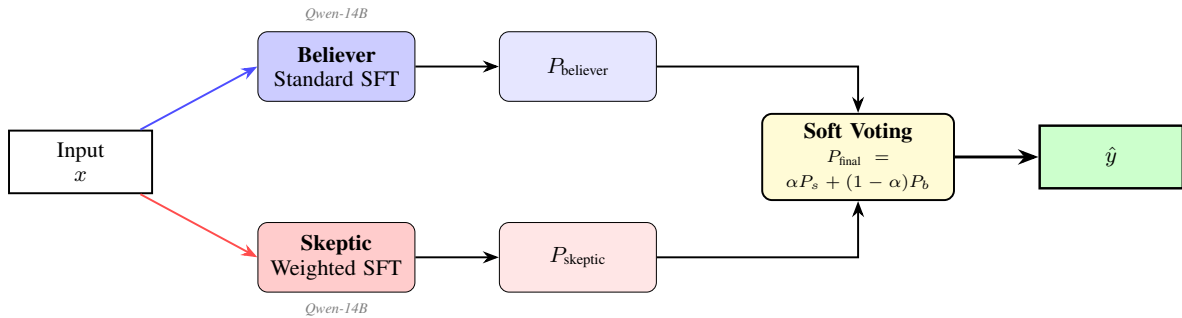 Qwen-14B
Believer
Standard SFT
P_believer
Input
x
Soft Voting
P_final =
αP_s + (1 − α)P_b
ŷ
Skeptic
Weighted SFT
P_skeptic
Qwen-14B